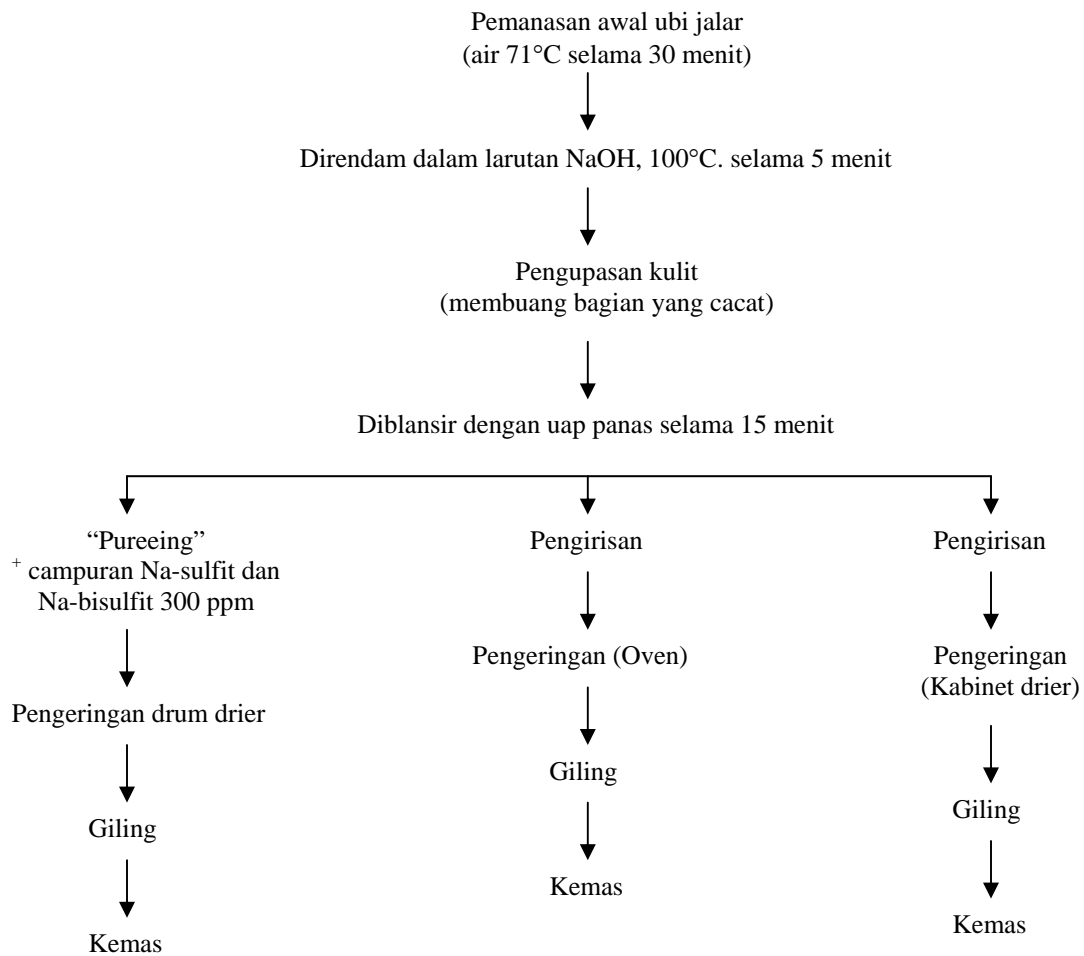 Pemanasan awal ubi jalar
(air 71°C selama 30 menit)
Direndam dalam larutan NaOH, 100°C. selama 5 menit
Pengupasan kulit
(membuang bagian yang cacat)
Diblansir dengan uap panas selama 15 menit
“Pureeing”
+ campuran Na-sulfit dan
Na-bisulfit 300 ppm
Pengeringan drum drier
Giling
Kemas
Pengirisan
Pengeringan (Oven)
Giling
Kemas
Pengirisan
Pengeringan
(Kabinet drier)
Giling
Kemas